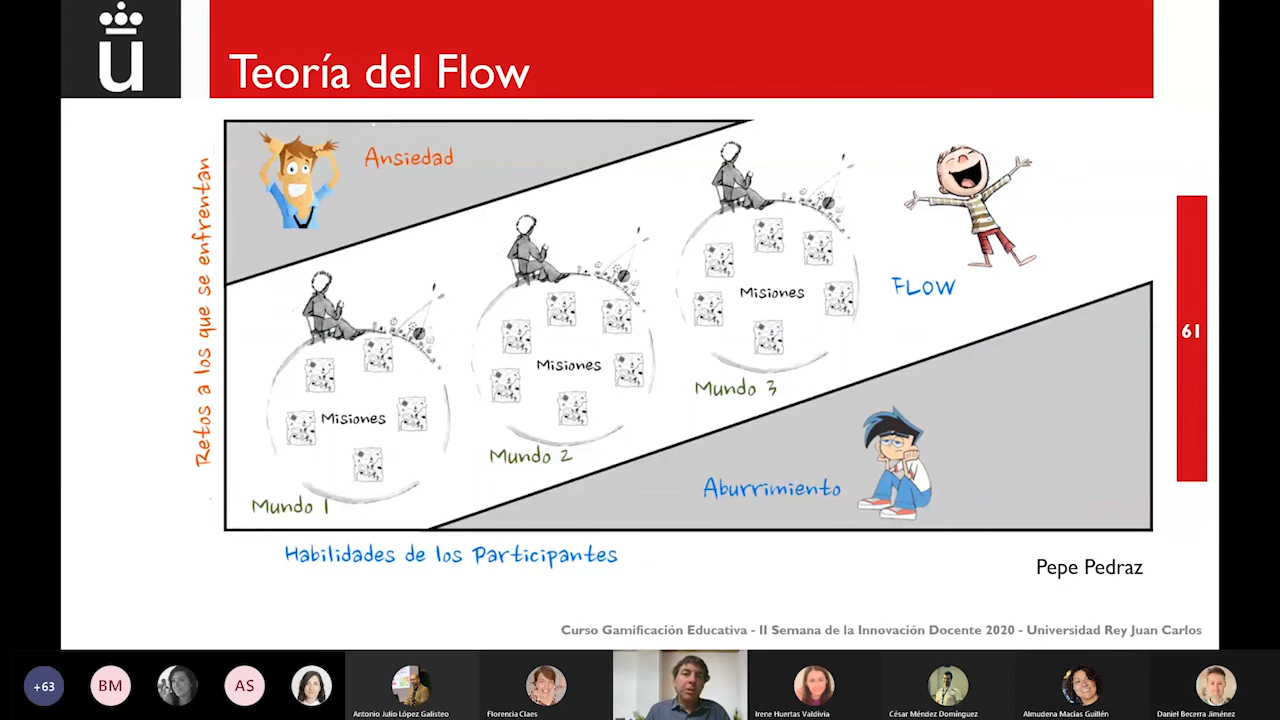 u
Teoría del Flow
Ansiedad
Retos a los que se enfrentan
FLOW
Misiones
Misiones
Misiones
Mundo 3
Mundo 2
Mundo 1
61
Aburrimiento
Habilidades de los Participantes
Pepe Pedraz
Curso Gamificación Educativa - II Semana de la Innovación Docente 2020 - Universidad Rey Juan Carlos
+63
BM
AS
Antonio Julio López Galisteo
Florencia Claes
Irene Huertas Valdivia
César Méndez Domínguez
Almudena Macías Guillén
Daniel Becerra Jiménez